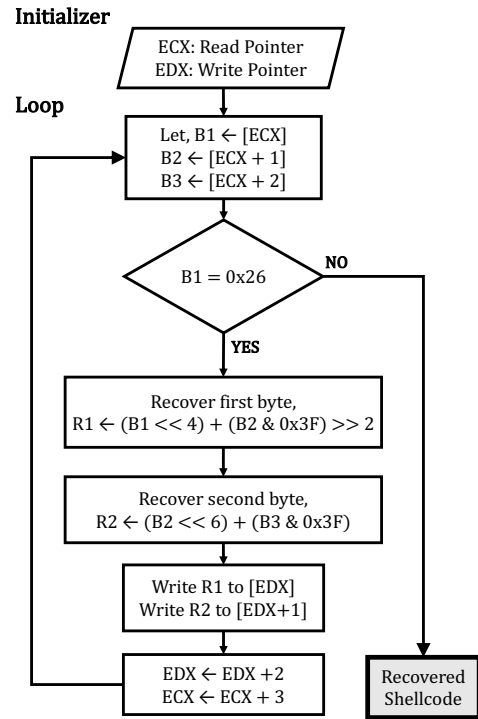 Initializer
ECX: Read Pointer
EDX: Write Pointer
Loop
Let, B1 ← [ECX]
B2 ← [ECX + 1]
B3 ← [ECX + 2]
B1 = 0x26
NO
YES
Recover first byte,
R1 ← (B1 << 4) + (B2 & 0x3F) >> 2
Recover second byte,
R2 ← (B2 << 6) + (B3 & 0x3F)
Write R1 to [EDX]
Write R2 to [EDX+1]
EDX ← EDX +2
ECX ← ECX + 3
Recovered
Shellcode